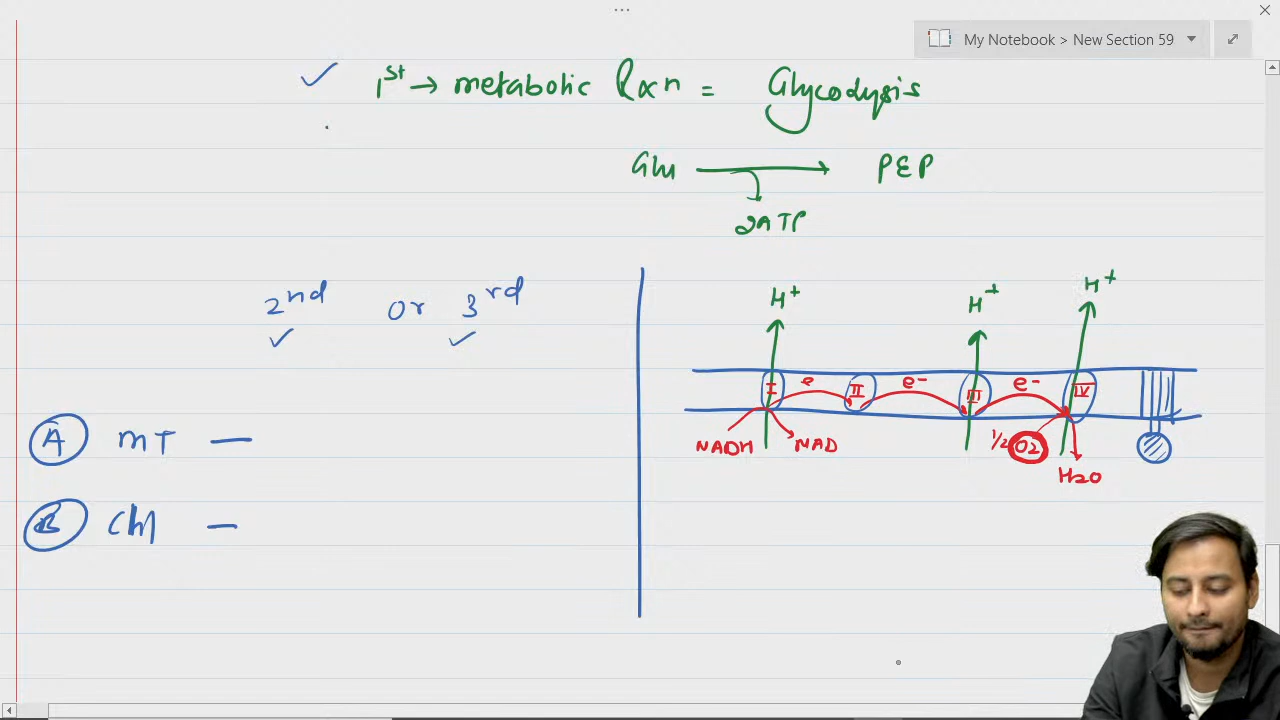 My Notebook > New Section 59
1st → metabolic Rxn = Glycolysis
Glu → PEP
2ATP
2nd or 3rd
H+ H+ H+
I e II e- III e- IV
NADH NAD 1/2 O2
H2O
A mT —
B Chl —